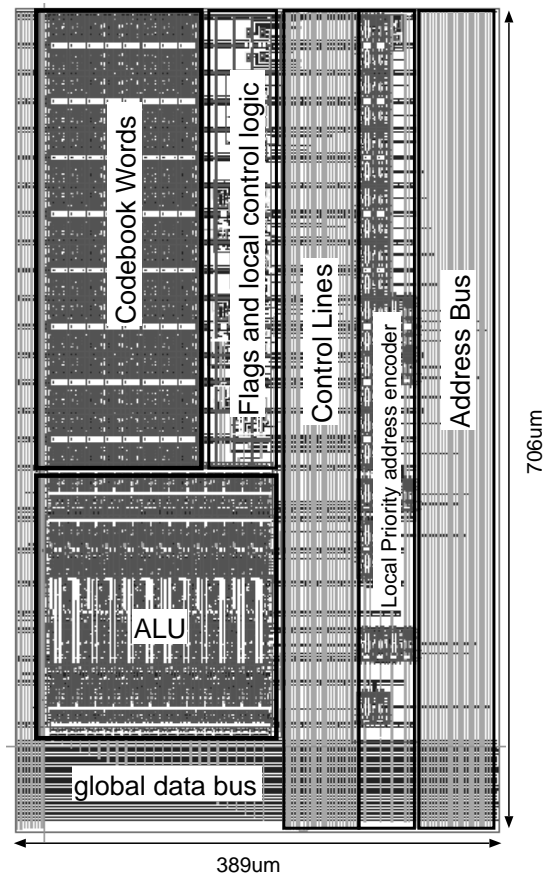 Codebook Words
Flags and local control logic
Control Lines
Local Priority address encoder
Address Bus
706um
ALU
global data bus
389um